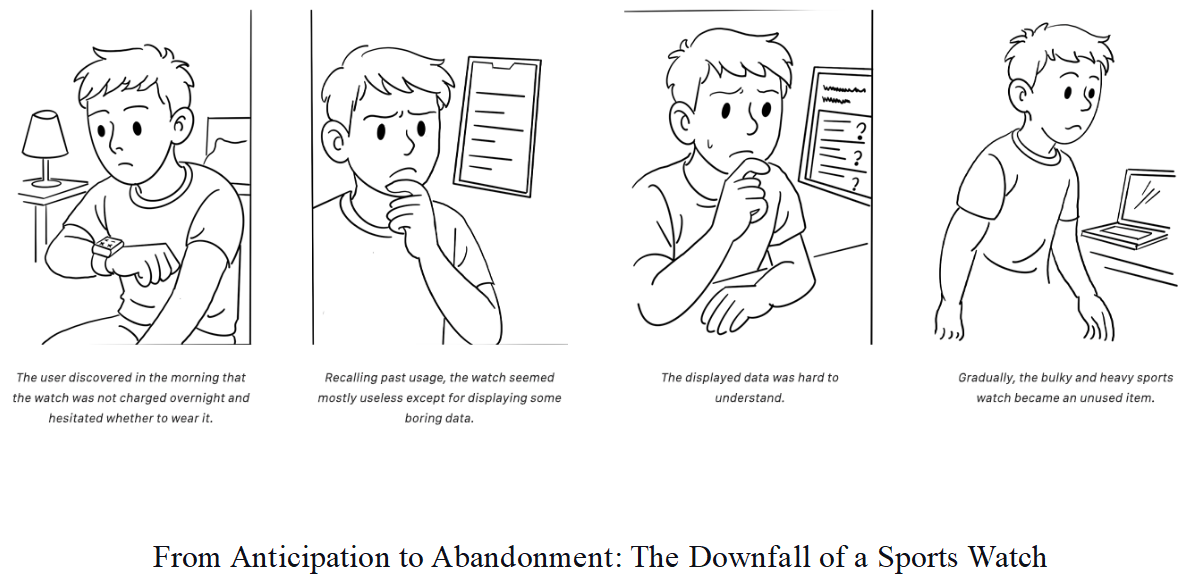 The user discovered in the morning that
the watch was not charged overnight and
hesitated whether to wear it.
Recalling past usage, the watch seemed
mostly useless except for displaying some
boring data.
?
?
?
The displayed data was hard to
understand.
Gradually, the bulky and heavy sports
watch became an unused item.
From Anticipation to Abandonment: The Downfall of a Sports Watch